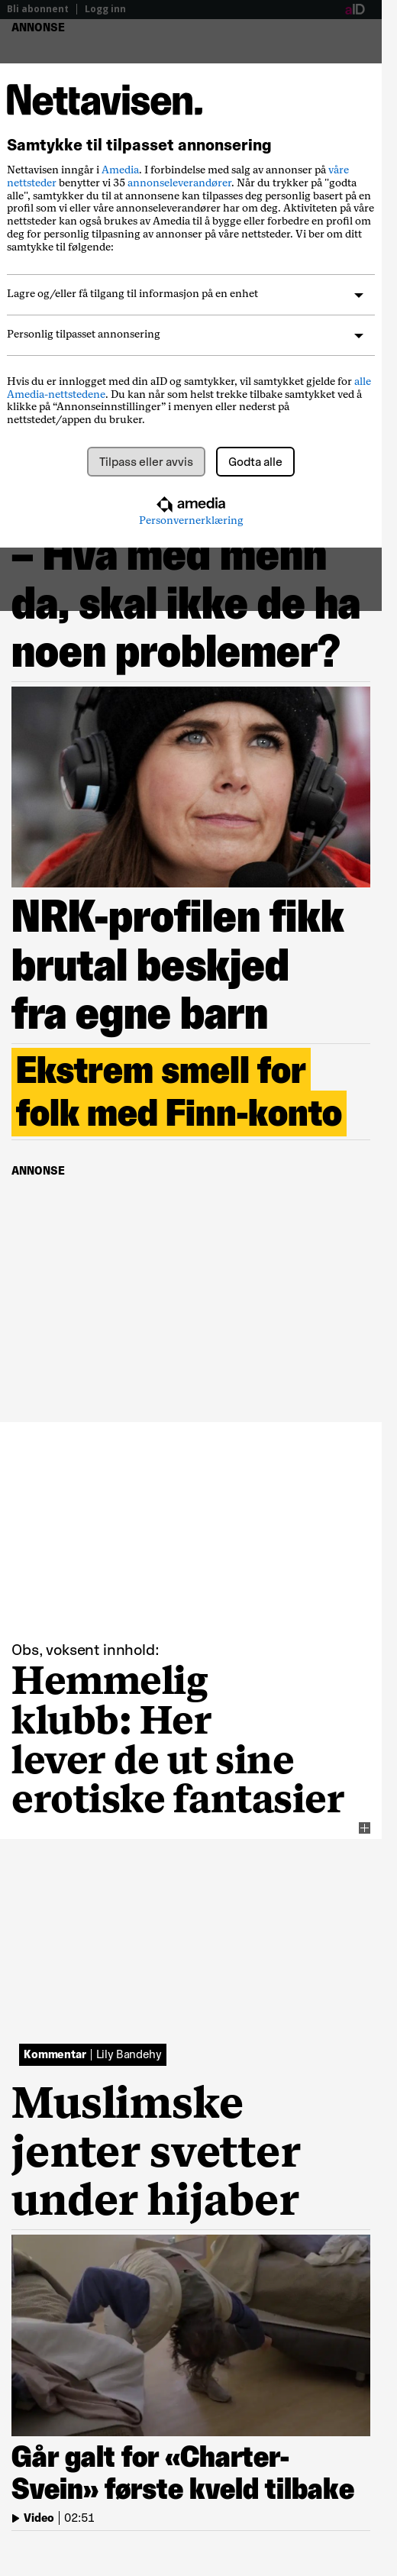 Bli abonnent | Logg inn
aID
ANNONSE
Nettavisen.
Samtykke til tilpasset annonsering
Nettavisen inngår i Amedia. I forbindelse med salg av annonser på våre
nettsteder benytter vi 35 annonseleverandører. Når du trykker på "godta
alle", samtykker du til at annonsene kan tilpasses deg personlig basert på en
profil som vi eller våre annonseleverandører har om deg. Aktiviteten på våre
nettsteder kan også brukes av Amedia til å bygge eller forbedre en profil om
deg for personlig tilpasning av annonser på våre nettsteder. Vi ber om ditt
samtykke til følgende:
Lagre og/eller få tilgang til informasjon på en enhet
Personlig tilpasset annonsering
Hvis du er innlogget med din aID og samtykker, vil samtykket gjelde for alle
Amedia-nettstedene. Du kan når som helst trekke tilbake samtykket ved å
klikke på “Annonseinnstillinger” i menyen eller nederst på
nettstedet/appen du bruker.
Tilpass eller avvis
Godta alle
amedia
Personvernerklæring
– Hva med menn
da, skal ikke de ha
noen problemer?
NRK-profilen fikk
brutal beskjed
fra egne barn
Ekstrem smell for
folk med Finn-konto
ANNONSE
Obs, voksent innhold:
Hemmelig
klubb: Her
lever de ut sine
erotiske fantasier
Kommentar | Lily Bandehy
Muslimske
jenter svetter
under hijaber
Går galt for «Charter-
Svein» første kveld tilbake
Video | 02:51